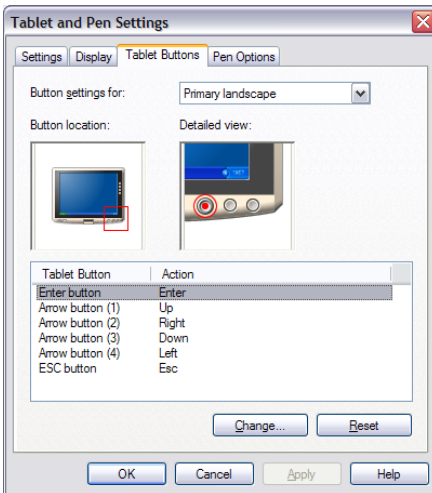 Tablet and Pen Settings
Settings Display Tablet Buttons Pen Options
Button settings for: Primary landscape
Button location: Detailed view:
Tablet Button Action
Enter button Enter
Arrow button (1) Up
Arrow button (2) Right
Arrow button (3) Down
Arrow button (4) Left
ESC button Esc
Change... Reset
OK Cancel Apply Help